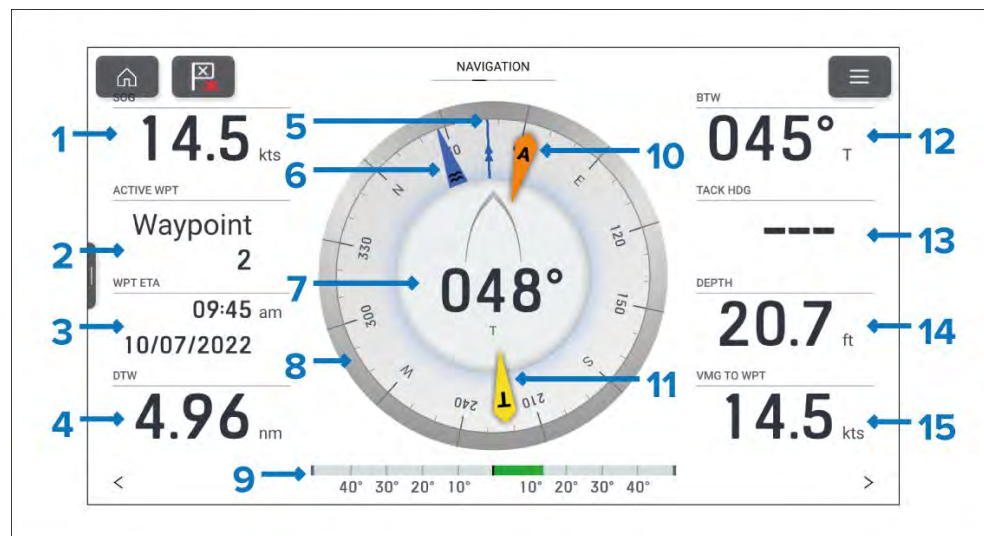 NAVIGATION
SOG
1
14.5 kts
ACTIVE WPT
Waypoint
2
2
WPT ETA
3
09:45 am
10/07/2022
DTW
4
4.96 nm
5
6
7
8
9
10
11
N
E
120
150
S
210
240
W
300
330
A
T
048°
T
40° 30° 20° 10° 10° 20° 30° 40°
BTW
045° T
12
TACK HDG
---
13
DEPTH
20.7 ft
14
VMG TO WPT
14.5 kts
15
< >